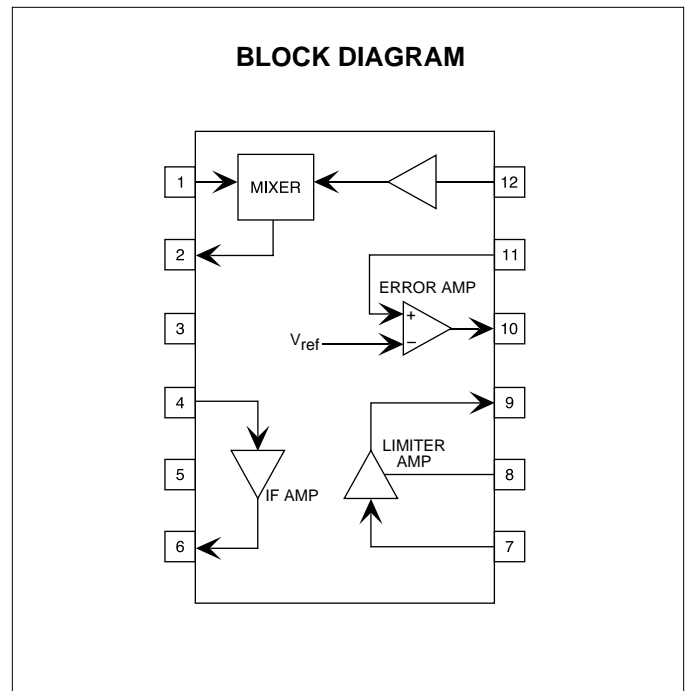 BLOCK DIAGRAM
1
MIXER
12
2
11
ERROR AMP
+
3
10
Vref
−
4
9
LIMITER
AMP
5
8
IF AMP
6
7